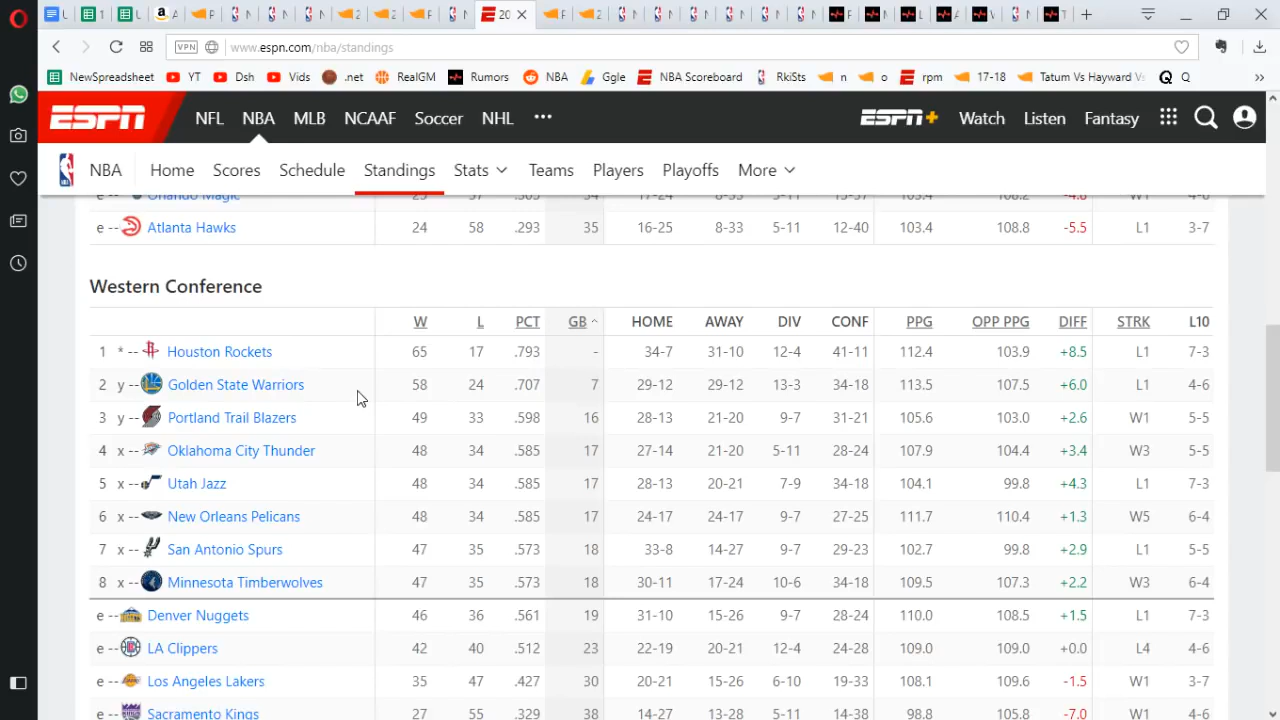 20
VPN www.espn.com/nba/standings
NewSpreadsheet YT Dsh Vids .net RealGM Rumors NBA Ggle NBA Scoreboard Rksts n o rpm 17-18 Tatum Vs Hayward Q »
ESPN NFL NBA MLB NCAAF Soccer NHL ••• ESPN+ Watch Listen Fantasy
NBA Home Scores Schedule Standings Stats Teams Players Playoffs More
Orlando Magic
e -- Atlanta Hawks 24 58 .293 35 16-25 8-33 5-11 12-40 103.4 108.8 -5.5 L1 3-7
Western Conference
W L PCT GB HOME AWAY DIV CONF PPG OPP PPG DIFF STRK L10
1 * -- Houston Rockets 65 17 .793 - 34-7 31-10 12-4 41-11 112.4 103.9 +8.5 L1 7-3
2 y -- Golden State Warriors 58 24 .707 7 29-12 29-12 13-3 34-18 113.5 107.5 +6.0 L1 4-6
3 y -- Portland Trail Blazers 49 33 .598 16 28-13 21-20 9-7 31-21 105.6 103.0 +2.6 W1 5-5
4 x -- Oklahoma City Thunder 48 34 .585 17 27-14 21-20 5-11 28-24 107.9 104.4 +3.4 W3 5-5
5 x -- Utah Jazz 48 34 .585 17 28-13 20-21 7-9 34-18 104.1 99.8 +4.3 L1 7-3
6 x -- New Orleans Pelicans 48 34 .585 17 24-17 24-17 9-7 27-25 111.7 110.4 +1.3 W5 6-4
7 x -- San Antonio Spurs 47 35 .573 18 33-8 14-27 9-7 29-23 102.7 99.8 +2.9 L1 5-5
8 x -- Minnesota Timberwolves 47 35 .573 18 30-11 17-24 10-6 34-18 109.5 107.3 +2.2 W3 6-4
e -- Denver Nuggets 46 36 .561 19 31-10 15-26 9-7 28-24 110.0 108.5 +1.5 L1 7-3
e -- LA Clippers 42 40 .512 23 22-19 20-21 12-4 24-28 109.0 109.0 +0.0 L4 4-6
e -- Los Angeles Lakers 35 47 .427 30 20-21 15-26 6-10 19-33 108.1 109.6 -1.5 W1 3-7
e -- Sacramento Kings 27 55 .329 38 14-27 13-28 5-11 14-38 98.8 105.8 -7.0 W1 4-6